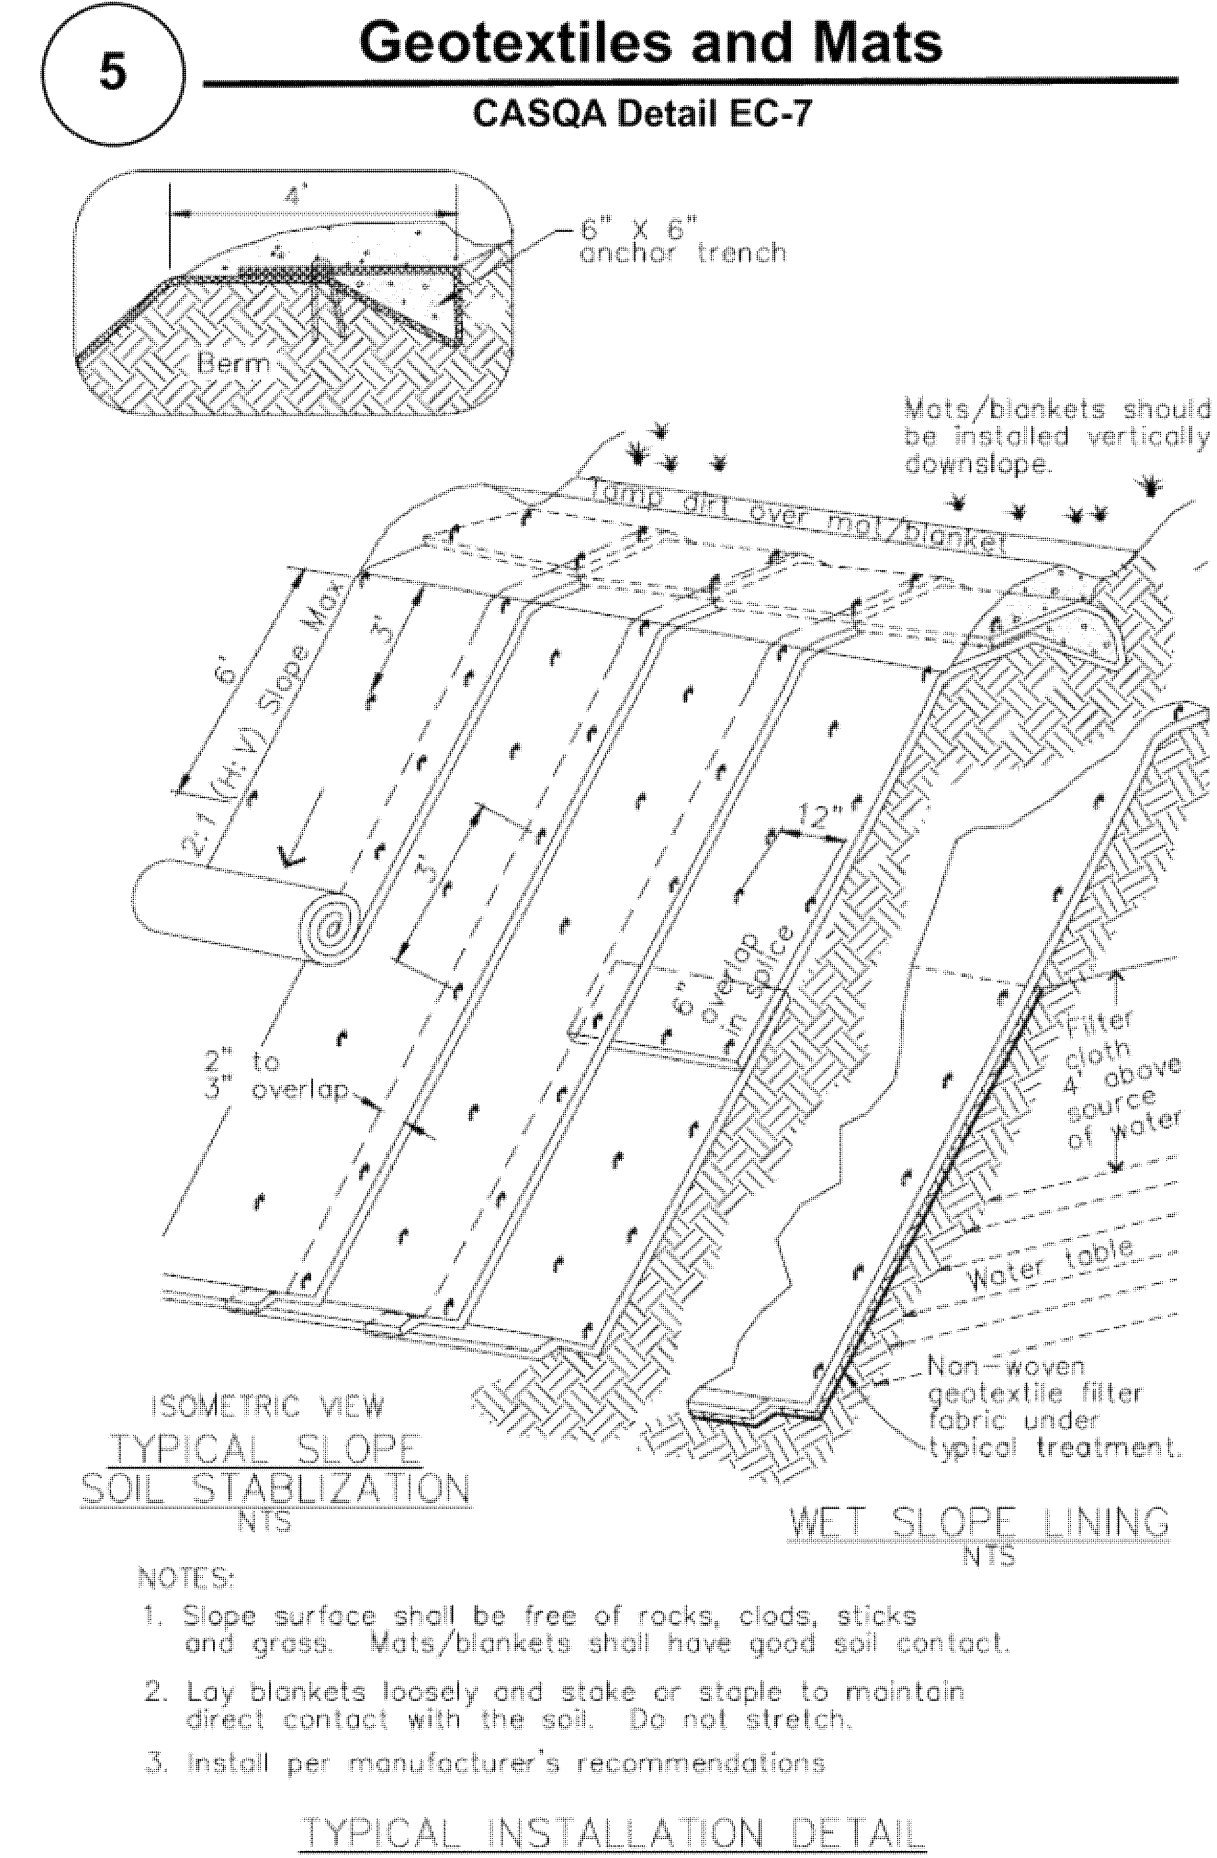 5
Geotextiles and Mats
CASQA Detail EC-7
4'
6" X 6"
anchor trench
Berm
Mats/blankets should
be installed vertically
downslope.
Tamp dirt over mat/blanket
2:1 (H:V) Slope Max
6'
3'
3'
12"
6"
overlap
in splice
2" to
3" overlap
Filter
cloth
4' above
source
of water
Water table
Non-woven
geotextile filter
fabric under
typical treatment.
ISOMETRIC VIEW
TYPICAL SLOPE
SOIL STABLIZATION
NTS
WET SLOPE LINING
NTS
NOTES:
1. Slope surface shall be free of rocks, clods, sticks
and grass. Mats/blankets shall have good soil contact.
2. Lay blankets loosely and stake or staple to maintain
direct contact with the soil. Do not stretch.
3. Install per manufacturer's recommendations
TYPICAL INSTALLATION DETAIL